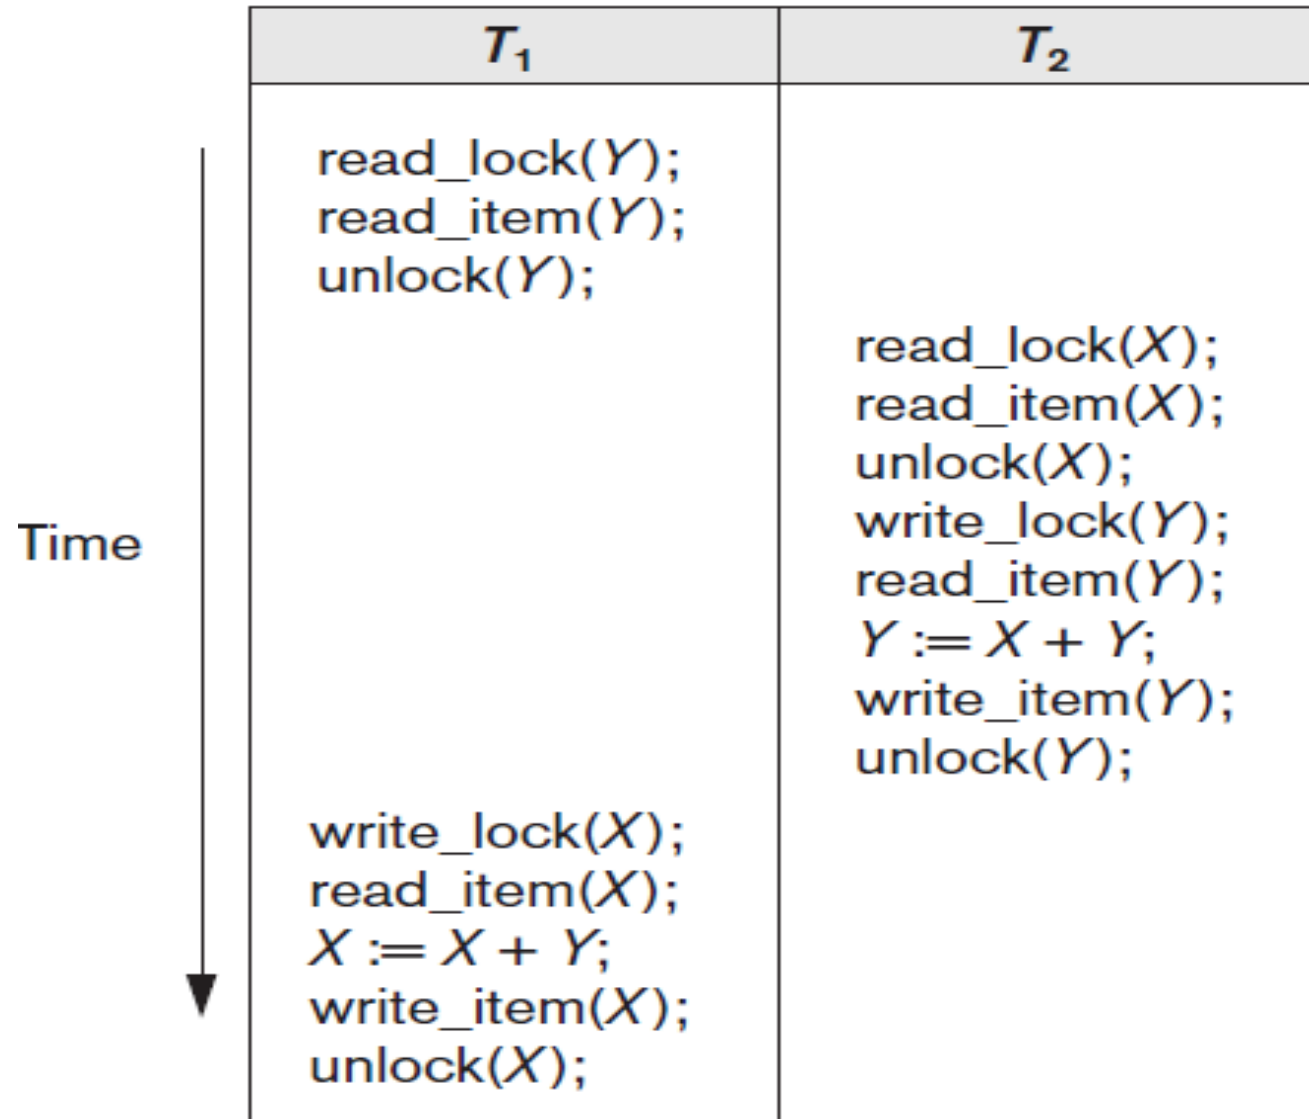 T₁ T₂
read_lock(Y);
read_item(Y);
unlock(Y);
read_lock(X);
read_item(X);
unlock(X);
write_lock(Y);
Time
read_item(Y);
Y := X + Y;
write_item(Y);
unlock(Y);
write_lock(X);
read_item(X);
X := X + Y;
write_item(X);
unlock(X);